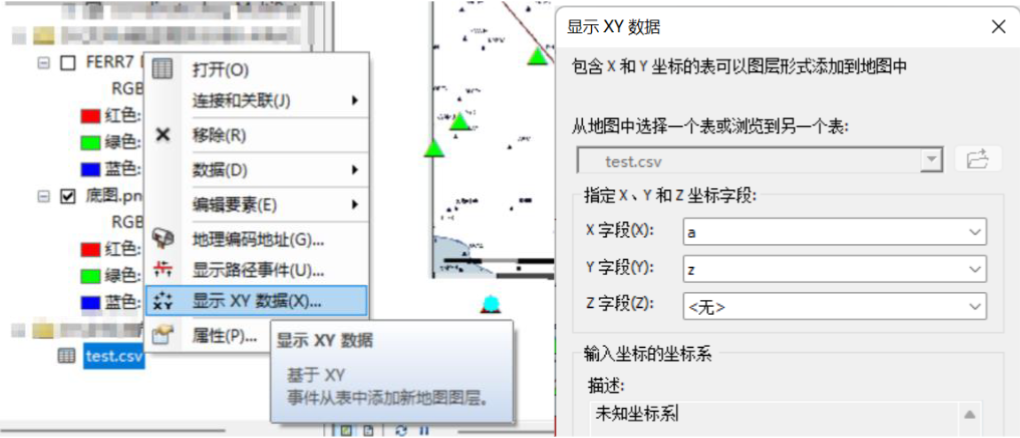 FERR7
RGB
红色:
绿色:
蓝色:
底图.pn
RGB
红色:
绿色:
蓝色:
test.csv
打开(O)
连接和关联(J)
移除(R)
数据(D)
编辑要素(E)
地理编码地址(G)...
显示路径事件(U)...
显示 XY 数据(X)...
属性(P)...
显示 XY 数据
基于 XY
事件从表中添加新地图图层。
显示 XY 数据
包含 X 和 Y 坐标的表可以图层形式添加到地图中
从地图中选择一个表或浏览到另一个表:
test.csv
指定 X、Y 和 Z 坐标字段:
X 字段(X):
a
Y 字段(Y):
z
Z 字段(Z):
<无>
输入坐标的坐标系
描述:
未知坐标系